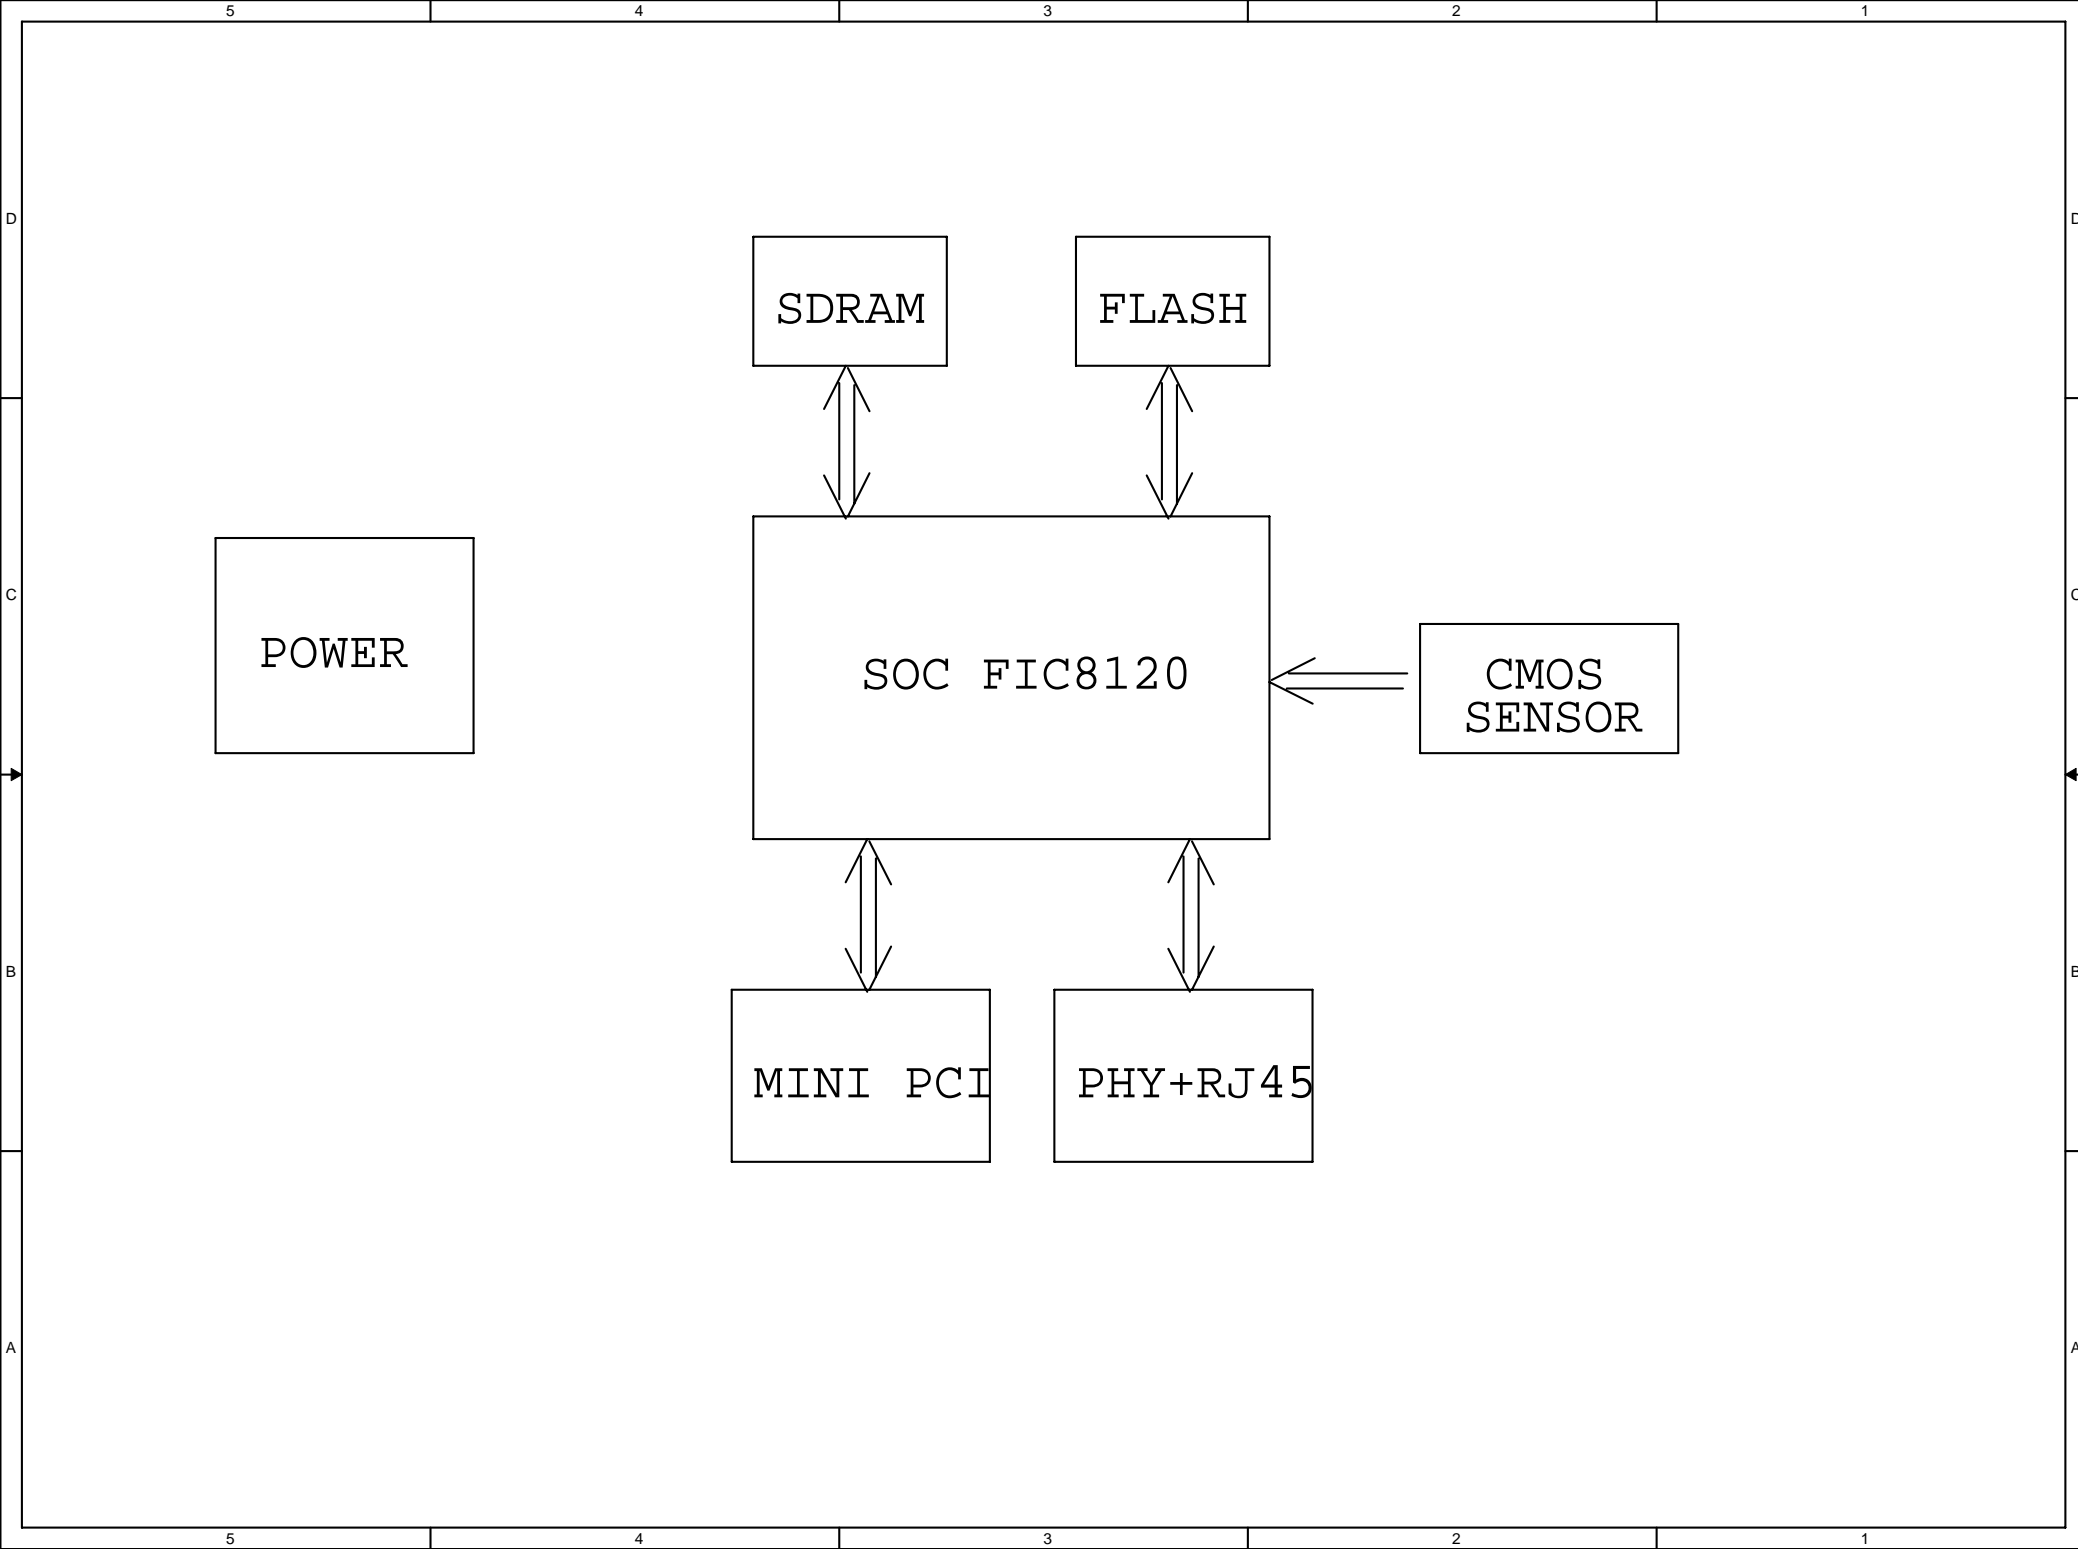 5 4 3 2 1
D D
SDRAM FLASH
C C
POWER
SOC FIC8120
CMOS
SENSOR
B B
MINI PCI PHY+RJ45
A A
5 4 3 2 1